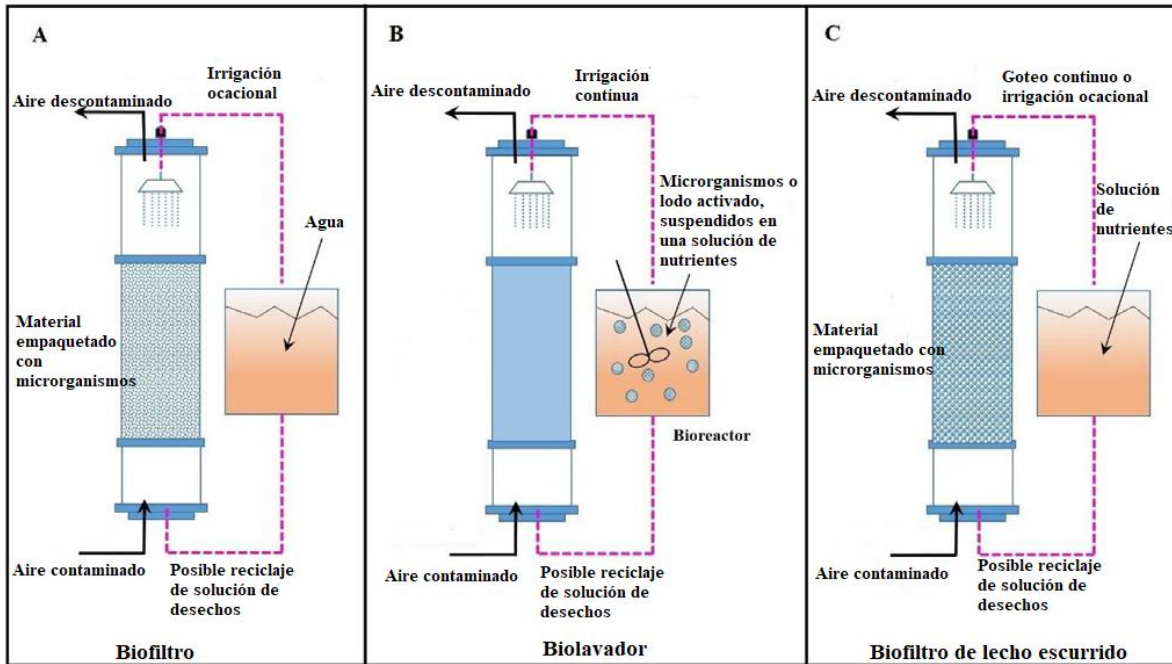 A
Irrigación
ocacional
Aire descontaminado
Agua
Material
empaquetado
con
microrganismos
Aire contaminado
Posible reciclaje
de solución de
desechos
Biofiltro
B
Irrigación
contínua
Aire descontaminado
Microrganismos o
lodo activado,
suspendidos en
una solución de
nutrientes
Bioreactor
Aire contaminado
Posible reciclaje
de solución de
desechos
Biolavador
C
Goteo continuo o
irrigación ocacional
Aire descontaminado
Solución
de
nutrientes
Material
empaquetado con
microrganismos
Aire contaminado
Posible reciclaje
de solución de
desechos
Biofiltro de lecho escurrido